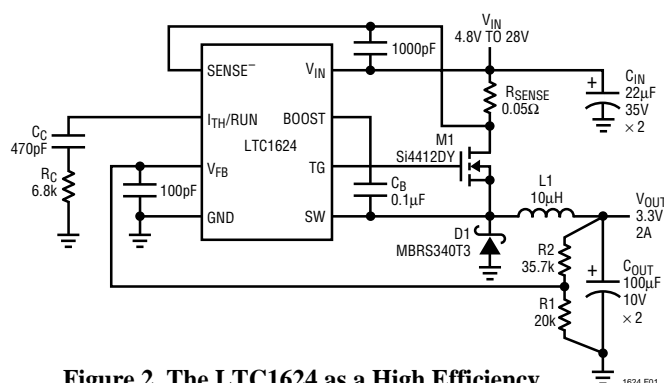 V_IN
4.8V TO 28V
1000pF
SENSE⁻
V_IN
R_SENSE
0.05Ω
+
C_IN
22µF
35V
× 2
I_TH/RUN
BOOST
C_C
470pF
LTC1624
M1
Si4412DY
R_C
6.8k
V_FB
TG
100pF
C_B
0.1µF
L1
10µH
V_OUT
3.3V
2A
GND
SW
D1
MBRS340T3
R2
35.7k
+
C_OUT
100µF
10V
× 2
R1
20k
1624 F01
Figure 2. The LTC1624 as a High Efficiency